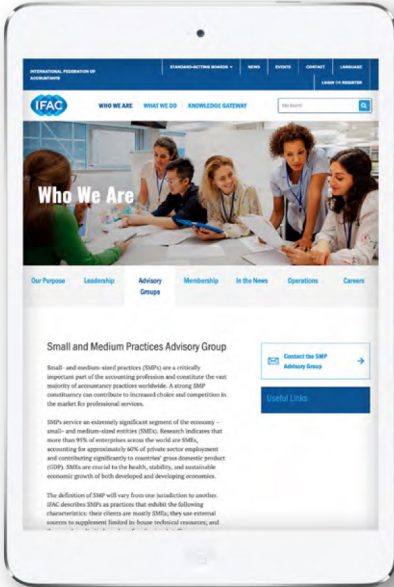 STANDARD-SETTING BOARDS NEWS EVENTS CONTACT LANGUAGE
INTERNATIONAL FEDERATION OF
ACCOUNTANTS
LOGIN OR REGISTER
IFAC WHO WE ARE WHAT WE DO KNOWLEDGE GATEWAY
Who We Are
Our Purpose Leadership Advisory Groups Membership In the News Operations Careers
Small and Medium Practices Advisory Group
Small- and medium-sized practices (SMPs) are a critically
important part of the accounting profession and constitute the vast
majority of accountancy practices worldwide. A strong SMP
constituency can contribute to increased choice and competition in
the market for professional services.
SMPs service an extremely significant segment of the economy –
small- and medium-sized entities (SMEs). Research indicates that
more than 95% of enterprises across the world are SMEs,
accounting for approximately 60% of private sector employment
and contributing significantly to countries' gross domestic product
(GDP). SMEs are crucial to the health, stability, and sustainable
economic growth of both developed and developing economies.
The definition of SMP will vary from one jurisdiction to another.
IFAC describes SMPs as practices that exhibit the following
characteristics: their clients are mostly SMEs; they use external
sources to supplement limited in-house technical resources; and
Contact the SMP
Advisory Group
Useful Links